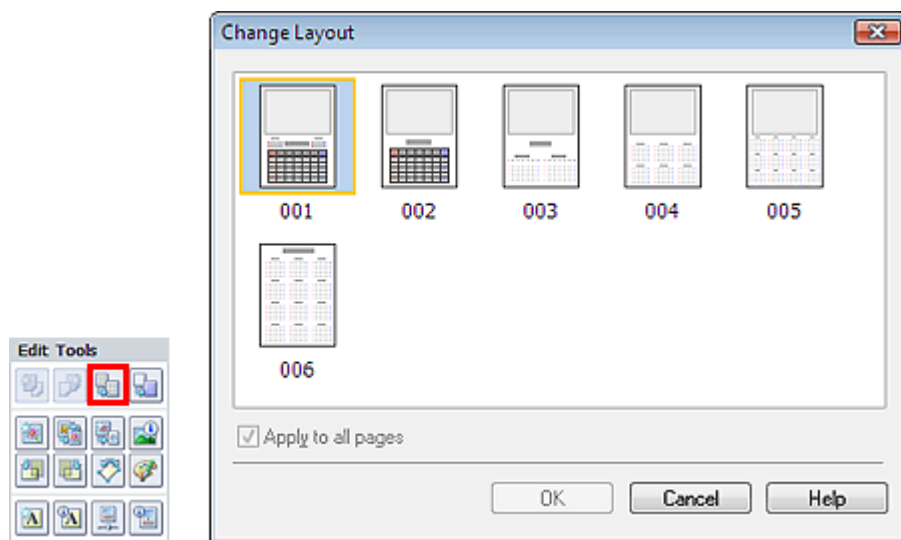 Change Layout
001 002 003 004 005
006
Edit Tools
Apply to all pages
OK Cancel Help